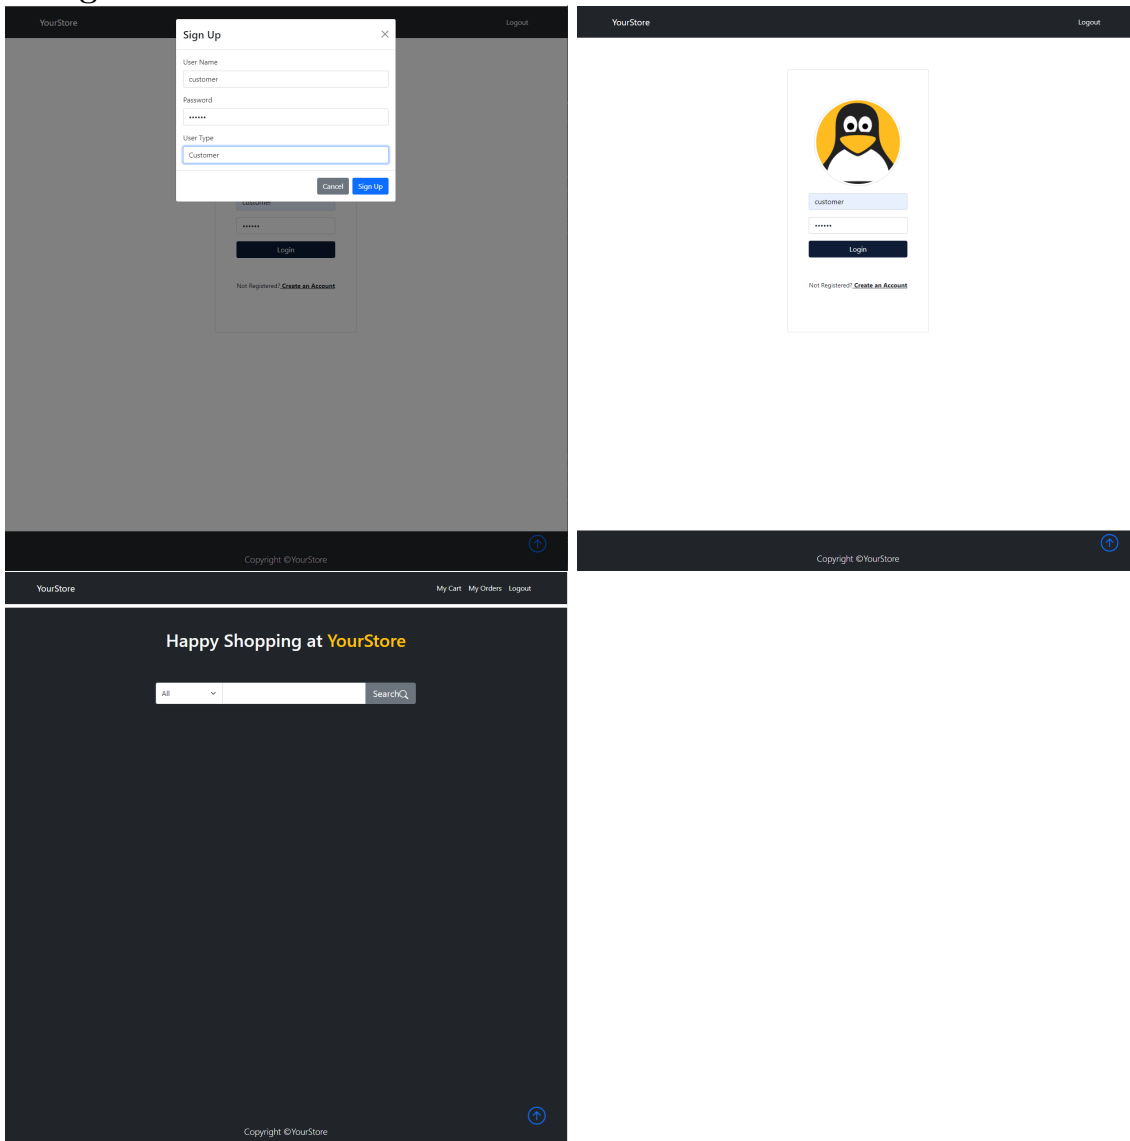 YourStore
Logout
Sign Up
User Name
customer
Password
••••••
User Type
Customer
Cancel
Sign Up
customer
••••••
Login
Not Registered? Create an Account
Copyright ©YourStore
YourStore
Logout
customer
••••••
Login
Not Registered? Create an Account
Copyright ©YourStore
YourStore
My Cart My Orders Logout
Happy Shopping at YourStore
All
Search
Copyright ©YourStore